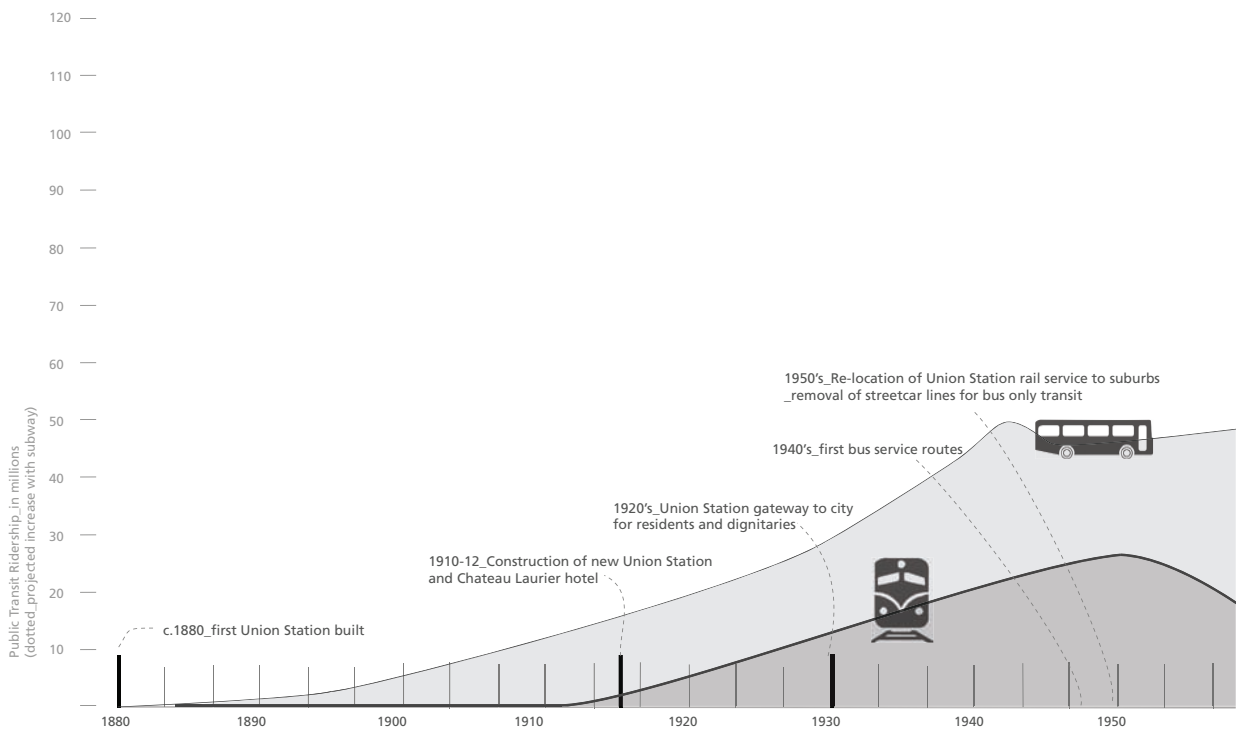 120
110
100
90
80
70
60
50
40
30
20
10
Public Transit Ridership_in millions
(dotted_projected increase with subway)
1950's_Re-location of Union Station rail service to suburbs
_removal of streetcar lines for bus only transit
1940's_first bus service routes
1920's_Union Station gateway to city
for residents and dignitaries
1910-12_Construction of new Union Station
and Chateau Laurier hotel
c.1880_first Union Station built
1880 1890 1900 1910 1920 1930 1940 1950